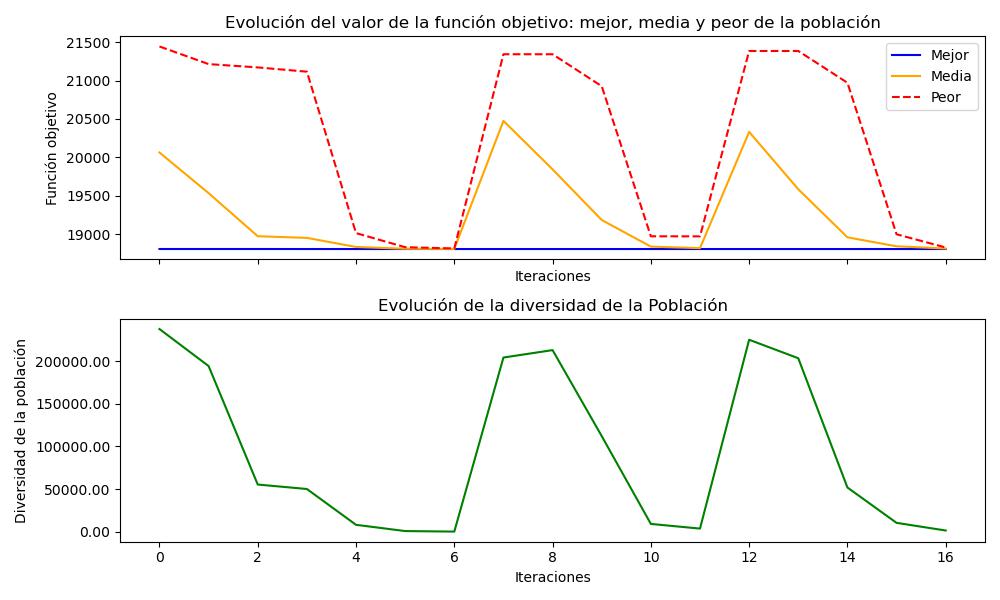 Evolución del valor de la función objetivo: mejor, media y peor de la población
Función objetivo
21500
21000
20500
20000
19500
19000
Mejor
Media
Peor
Iteraciones
Evolución de la diversidad de la Población
Diversidad de la población
200000.00
150000.00
100000.00
50000.00
0.00
0 2 4 6 8 10 12 14 16
Iteraciones